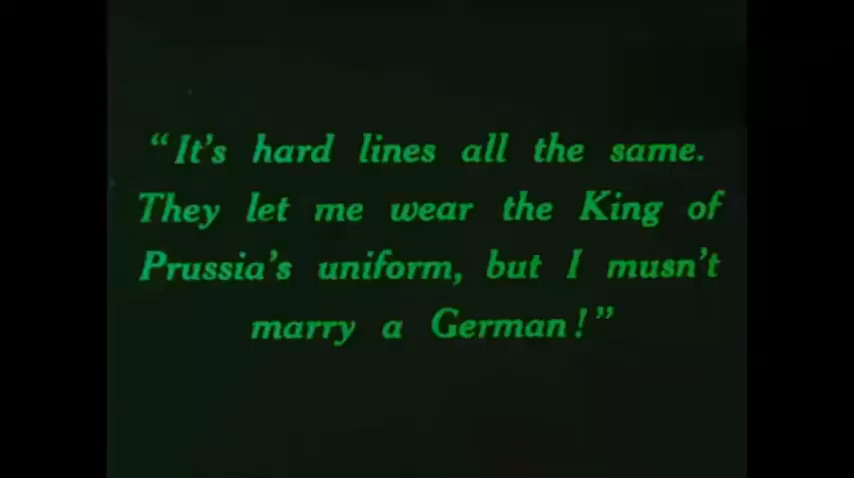 “It’s hard lines all the same.
They let me wear the King of
Prussia’s uniform, but I musn’t
marry a German!”